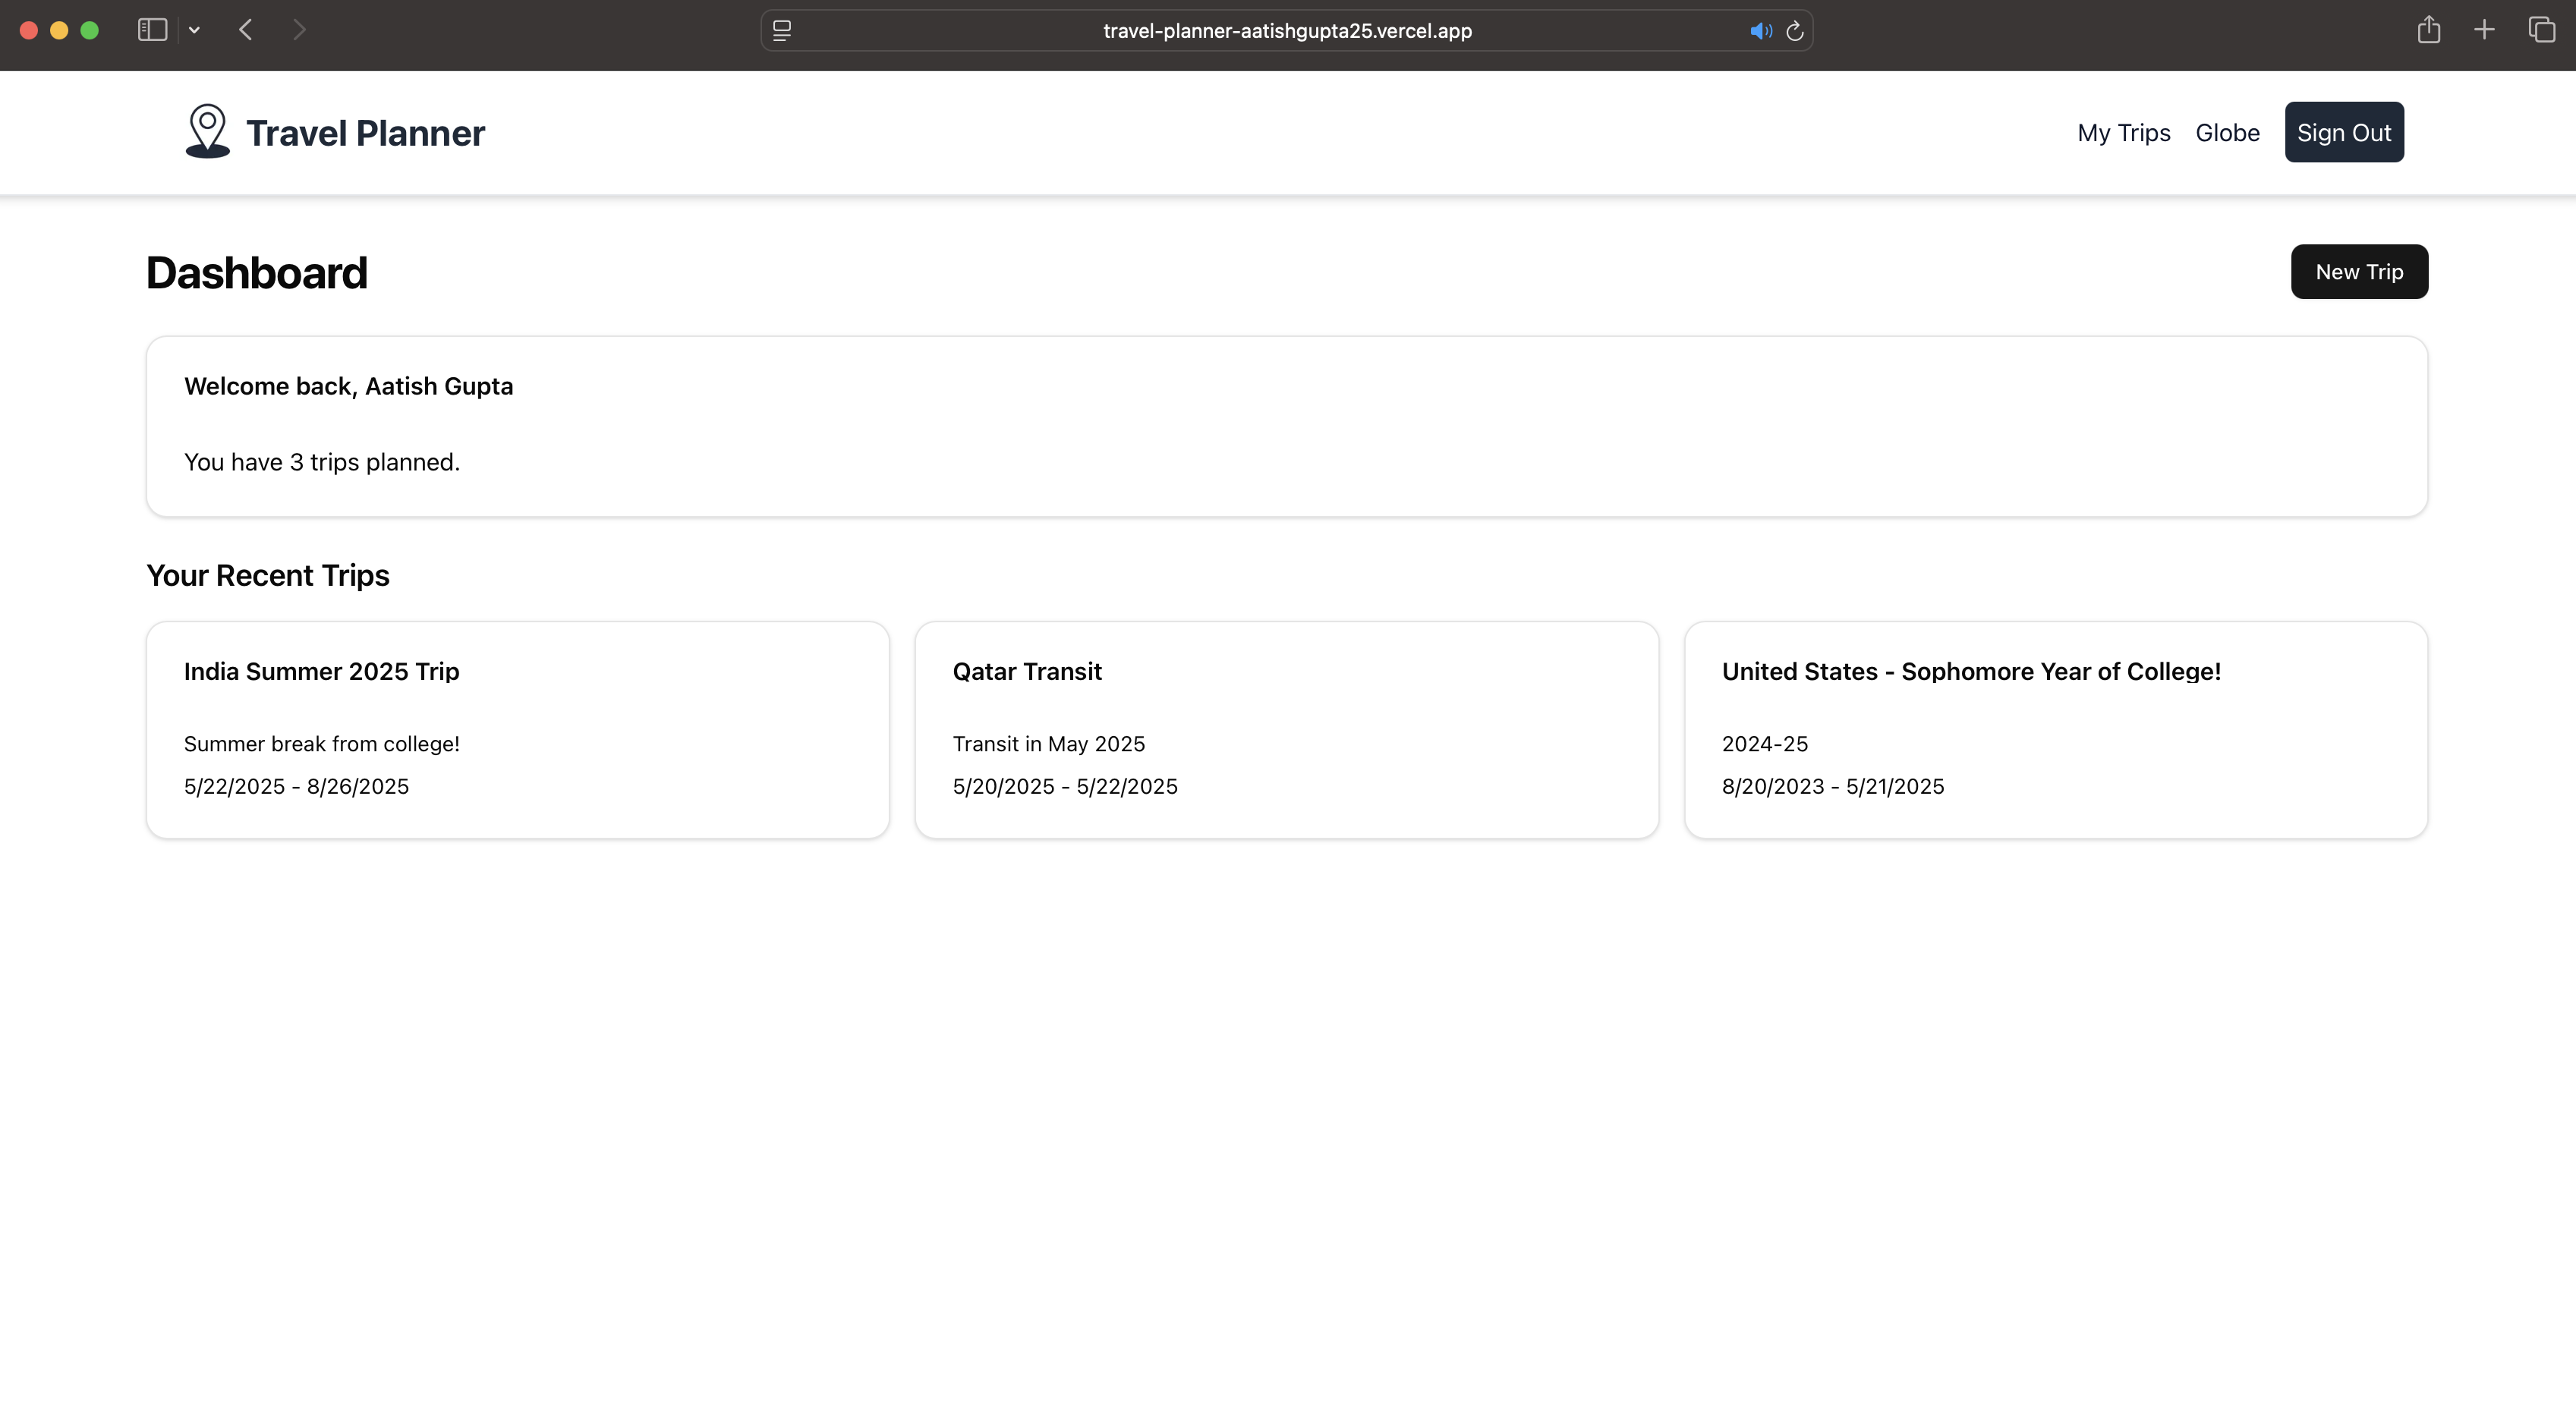 travel-planner-aatishgupta25.vercel.app
Travel Planner
My Trips
Globe
Sign Out
Dashboard
New Trip
Welcome back, Aatish Gupta
You have 3 trips planned.
Your Recent Trips
India Summer 2025 Trip
Summer break from college!
5/22/2025 - 8/26/2025
Qatar Transit
Transit in May 2025
5/20/2025 - 5/22/2025
United States - Sophomore Year of College!
2024-25
8/20/2023 - 5/21/2025